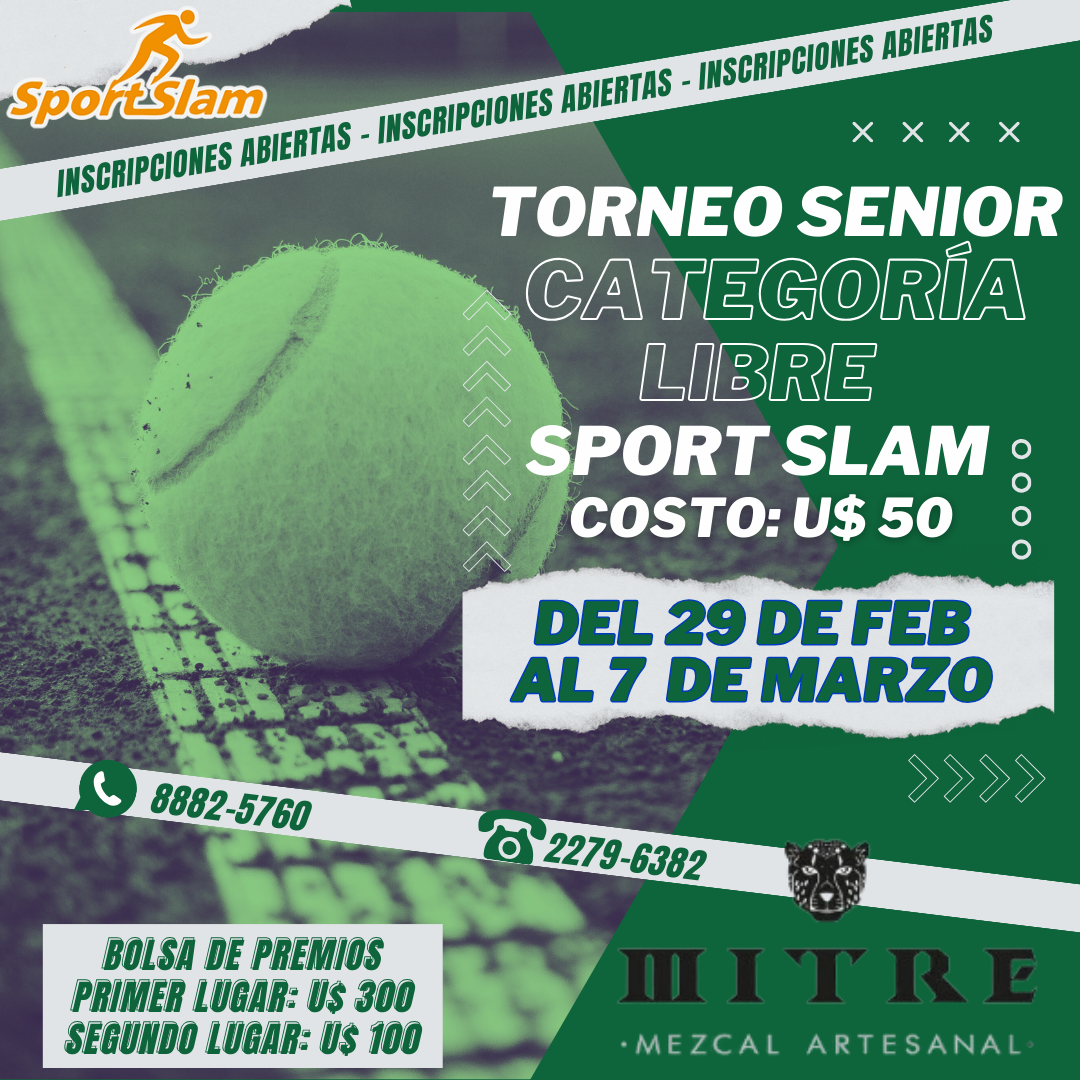 SportSlam
INSCRIPCIONES ABIERTAS - INSCRIPCIONES ABIERTAS - INSCRIPCIONES ABIERTAS
TORNEO SENIOR
CATEGORÍA
LIBRE
SPORT SLAM
COSTO: U$ 50
DEL 29 DE FEB
AL 7 DE MARZO
8882-5760
2279-6382
BOLSA DE PREMIOS
PRIMER LUGAR: U$ 300
SEGUNDO LUGAR: U$ 100
MITRE
·MEZCAL ARTESANAL·